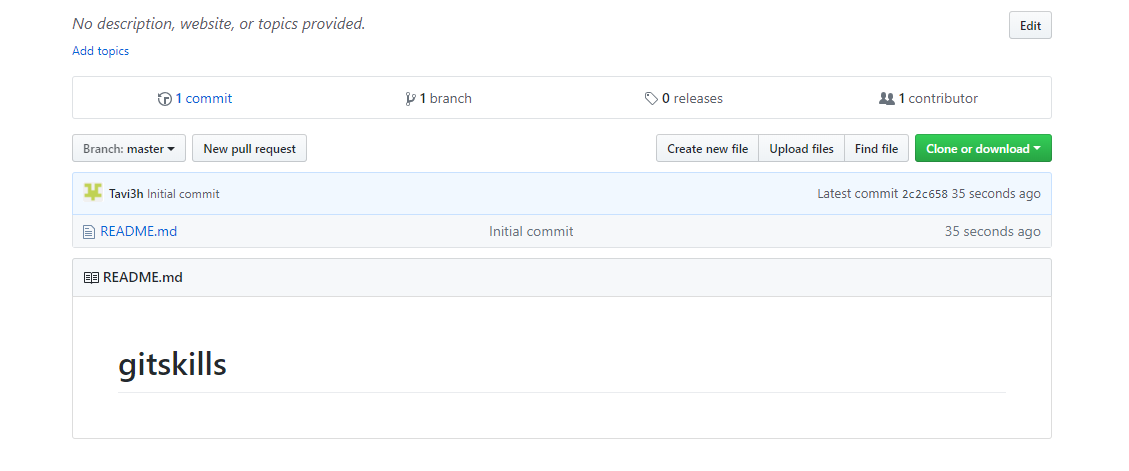 No description, website, or topics provided.
Edit
Add topics
1 commit
1 branch
0 releases
1 contributor
Branch: master
New pull request
Create new file
Upload files
Find file
Clone or download
Tavi3h Initial commit
Latest commit 2c2c658 35 seconds ago
README.md
Initial commit
35 seconds ago
README.md
gitskills